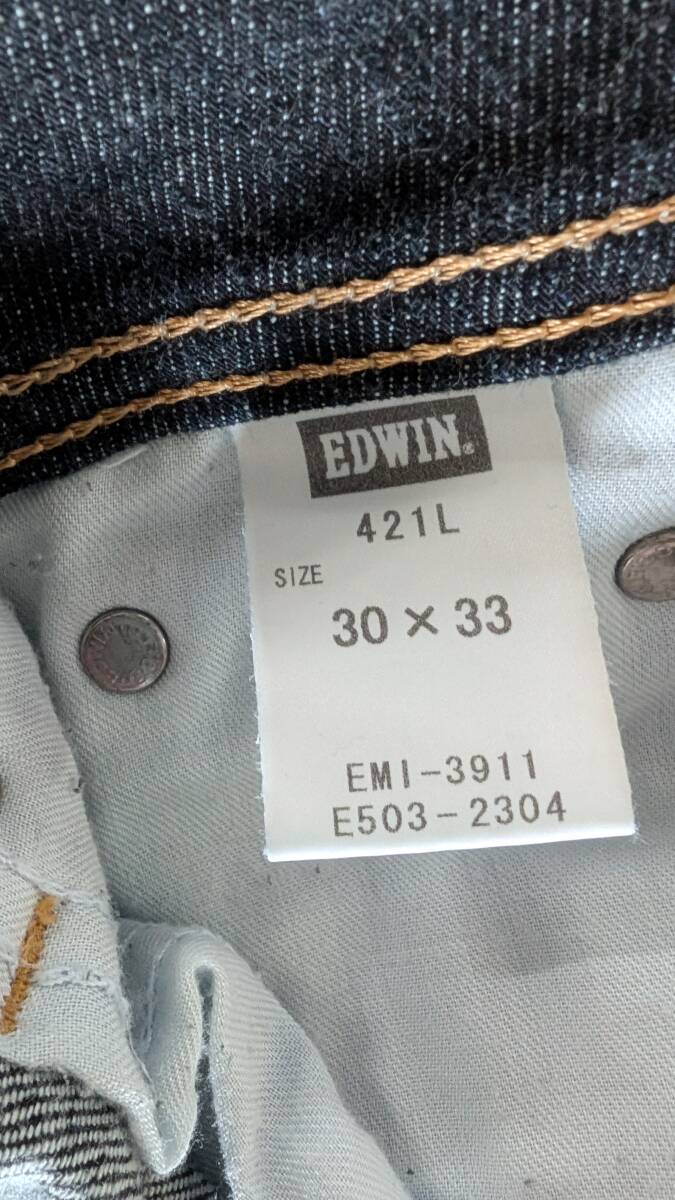 EDWIN®
421L
SIZE
30 × 33
EMI-3911
E503-2304